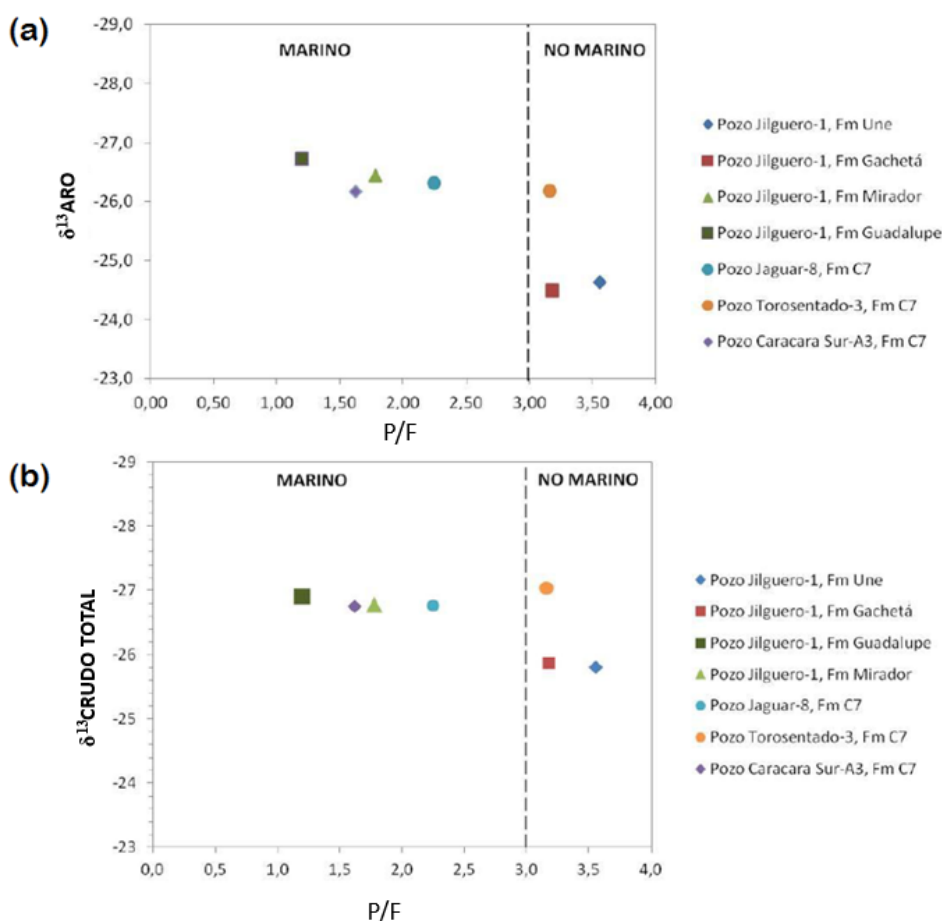 (a)
-29,0
-28,0
-27,0
-26,0
-25,0
-24,0
-23,0
δ¹³ARO
MARINO
NO MARINO
0,00 0,50 1,00 1,50 2,00 2,50 3,00 3,50 4,00
P/F
Pozo Jilguero-1, Fm Une
Pozo Jilguero-1, Fm Gachetá
Pozo Jilguero-1, Fm Mirador
Pozo Jilguero-1, Fm Guadalupe
Pozo Jaguar-8, Fm C7
Pozo Torosentado-3, Fm C7
Pozo Caracara Sur-A3, Fm C7
(b)
-29
-28
-27
-26
-25
-24
-23
δ¹³CRUDO TOTAL
MARINO
NO MARINO
0,0 0,5 1,0 1,5 2,0 2,5 3,0 3,5 4,0
P/F
Pozo Jilguero-1, Fm Une
Pozo Jilguero-1, Fm Gachetá
Pozo Jilguero-1, Fm Guadalupe
Pozo Jilguero-1, Fm Mirador
Pozo Jaguar-8, Fm C7
Pozo Torosentado-3, Fm C7
Pozo Caracara Sur-A3, Fm C7